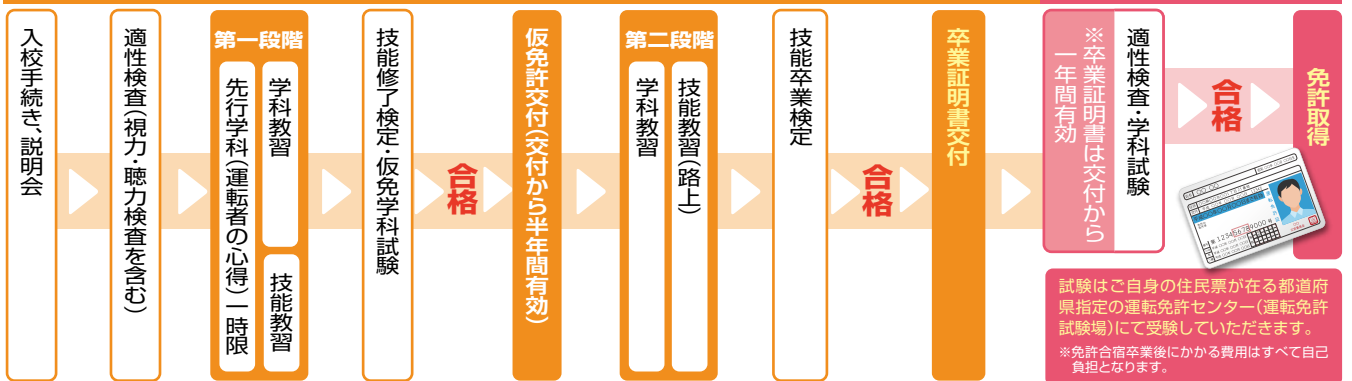 入校手続き、説明会
適性検査（視力・聴力検査を含む）
第一段階
先行学科（運転者の心得）一時限
学科教習
技能教習
技能修了検定・仮免学科試験
合格
仮免許交付（交付から半年間有効）
第二段階
学科教習
技能教習（路上）
技能卒業検定
合格
卒業証明書交付
適性検査・学科試験
※卒業証明書は交付から
一年間有効
合格
免許取得
試験はご自身の住民票が在る都道府
県指定の運転免許センター（運転免許
試験場）にて受験していただきます。
※免許合宿卒業後にかかる費用はすべて自己
負担となります。